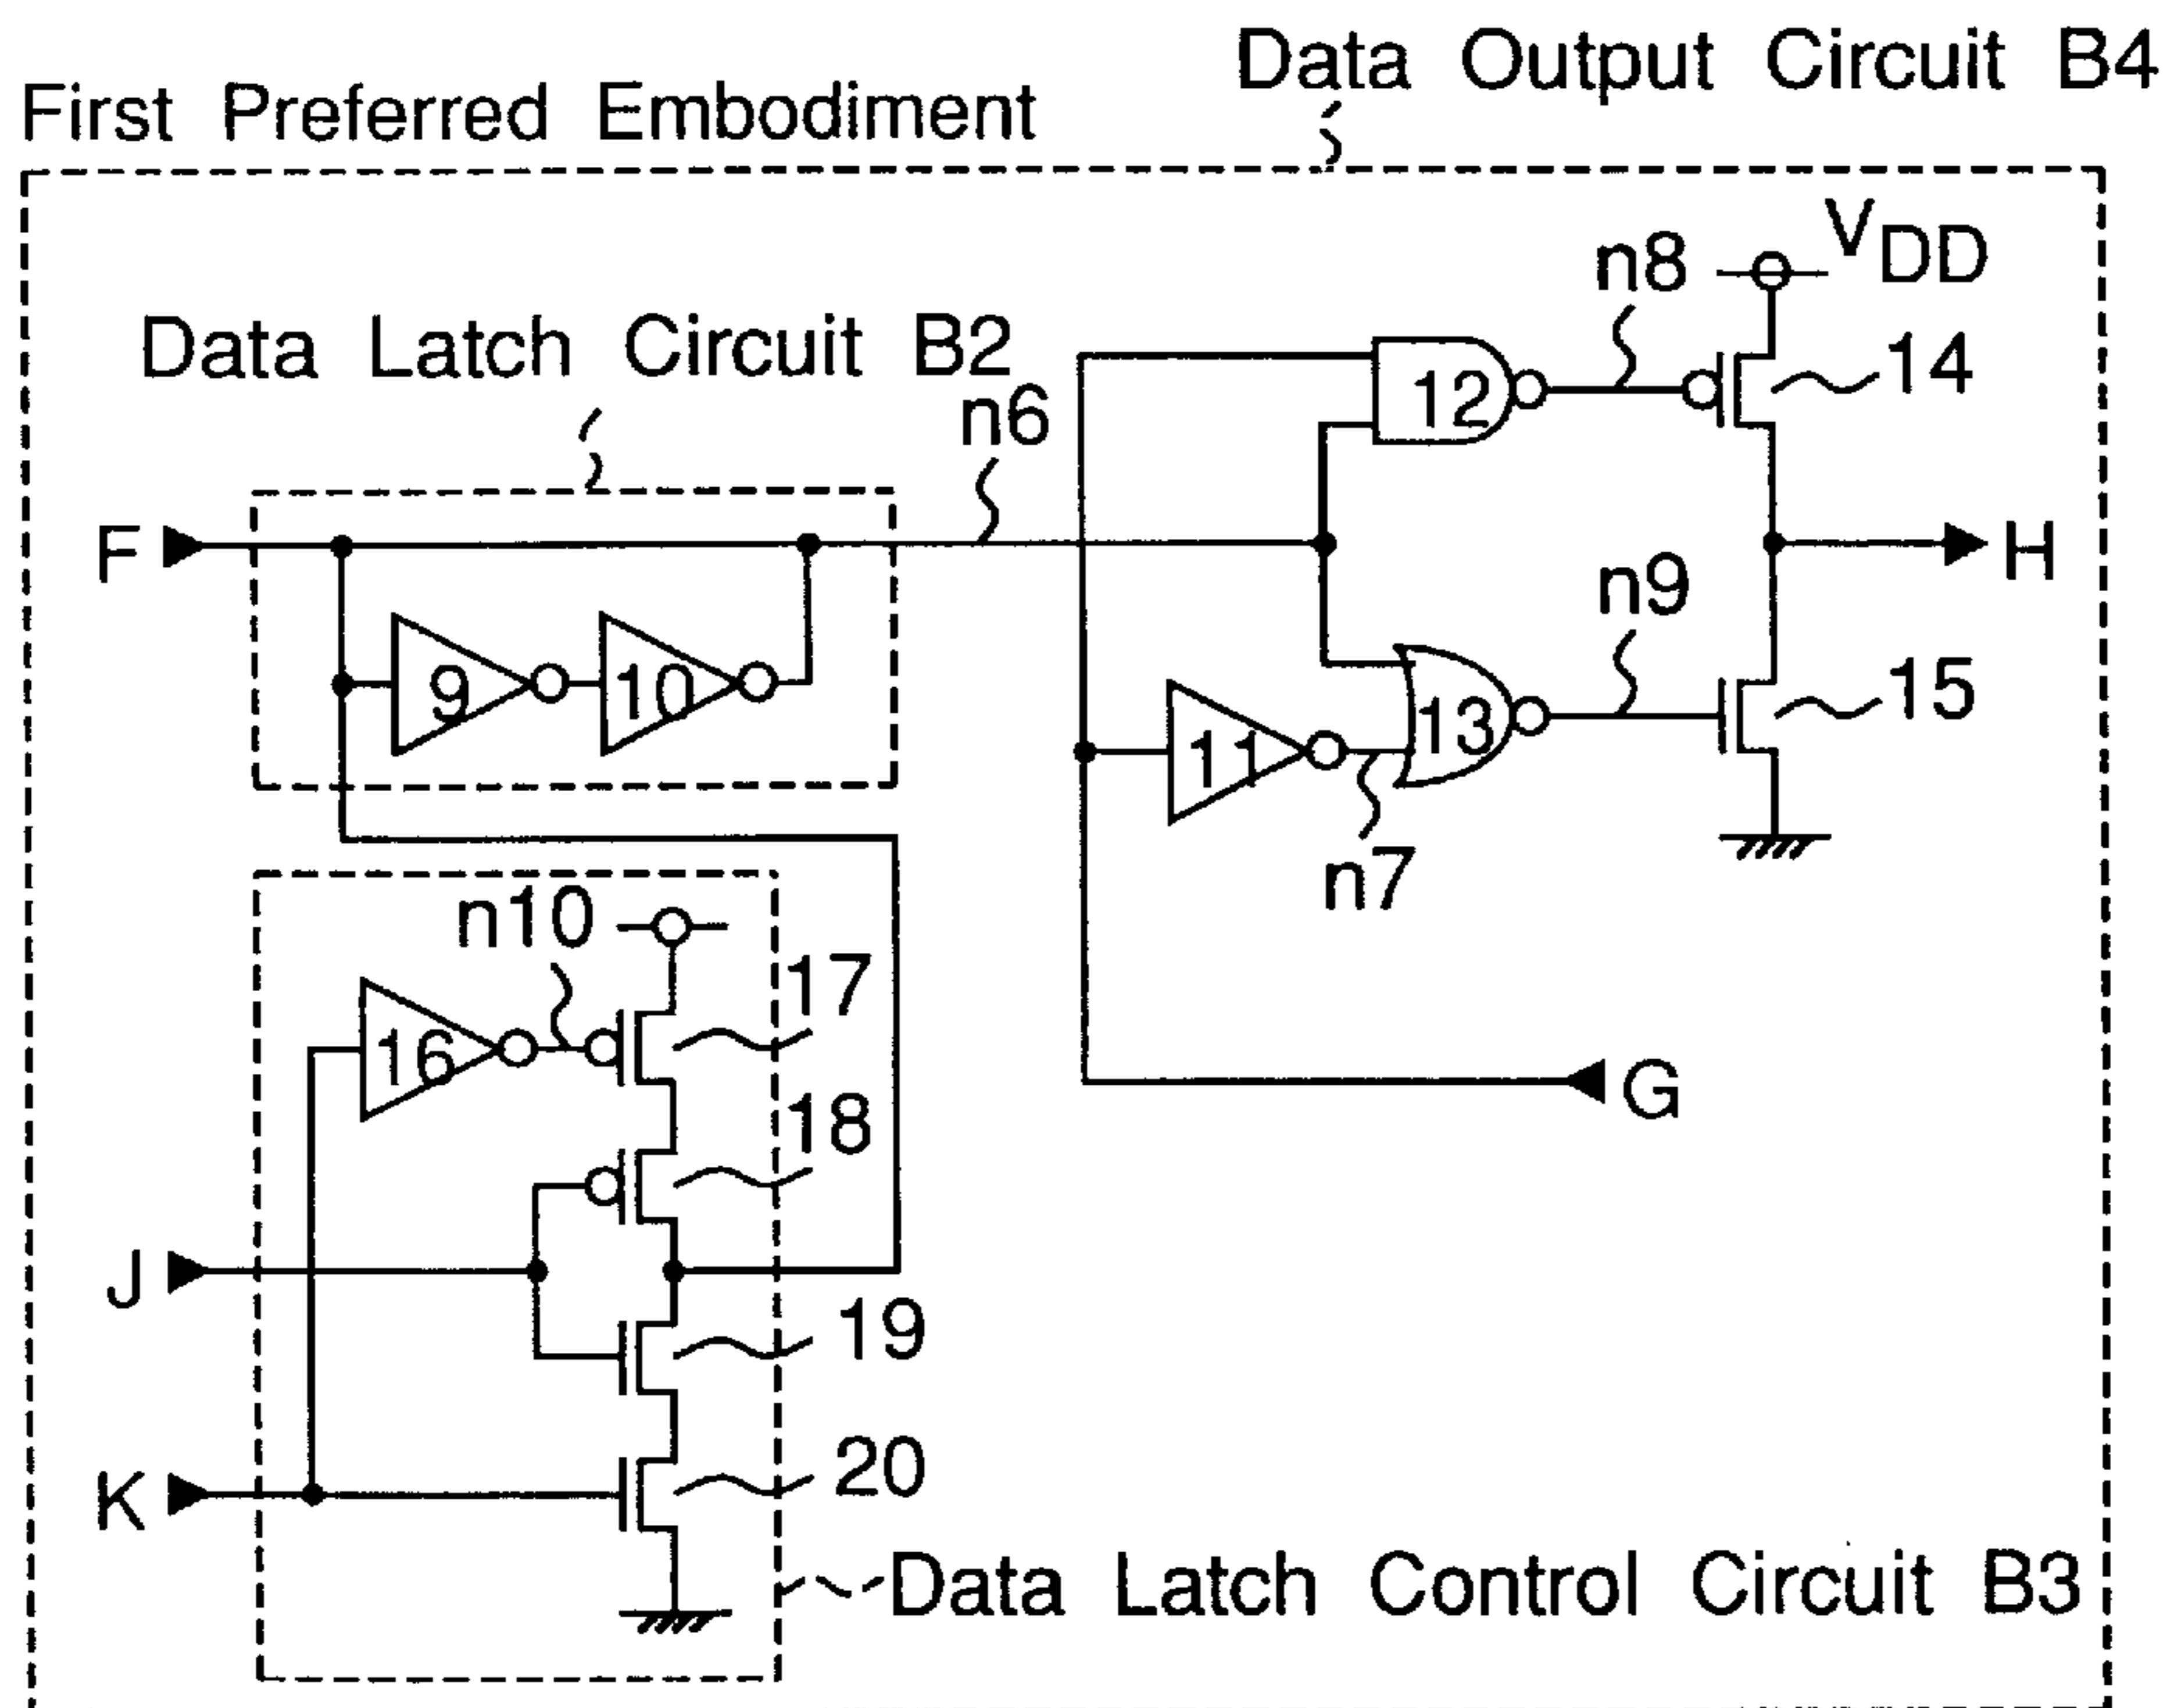 Data Output Circuit B4
First Preferred Embodiment
VDD
n8
14
Data Latch Circuit B2
n6
12
F
H
n9
9
10
15
11
13
n7
n10
17
16
18
G
J
19
K
20
Data Latch Control Circuit B3